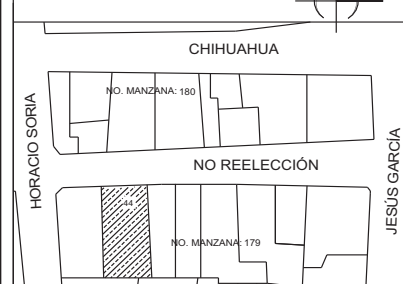 CHIHUAHUA
NO. MANZANA: 180
HORACIO SORIA
NO REELECCIÓN
JESÚS GARCÍA
44
NO. MANZANA: 179